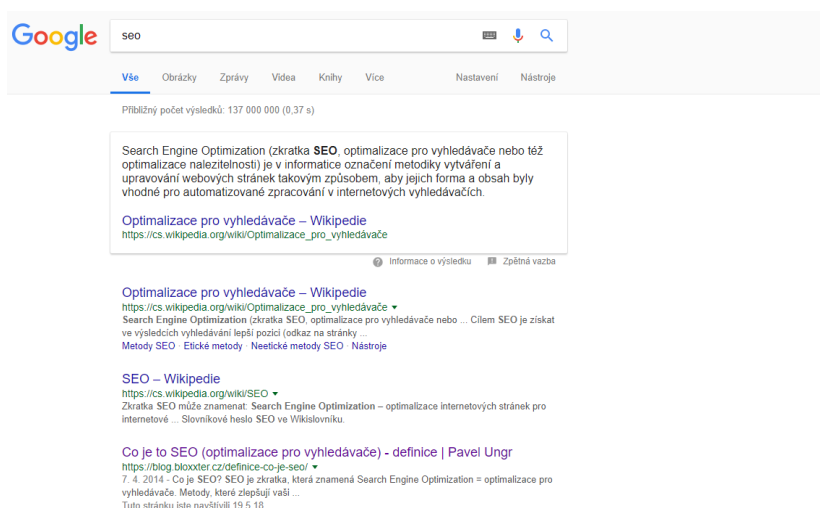 Google
seo
Vše Obrázky Zprávy Videa Knihy Více Nastavení Nástroje
Přibližný počet výsledků: 137 000 000 (0,37 s)
Search Engine Optimization (zkratka SEO, optimalizace pro vyhledávače nebo též
optimalizace nalezitelnosti) je v informatice označení metodiky vytváření a
upravování webových stránek takovým způsobem, aby jejich forma a obsah byly
vhodné pro automatizované zpracování v internetových vyhledávačích.
Optimalizace pro vyhledávače – Wikipedie
https://cs.wikipedia.org/wiki/Optimalizace_pro_vyhledávače
Informace o výsledku Zpětná vazba
Optimalizace pro vyhledávače – Wikipedie
https://cs.wikipedia.org/wiki/Optimalizace_pro_vyhledávače
Search Engine Optimization (zkratka SEO, optimalizace pro vyhledávače nebo ... Cílem SEO je získat
ve výsledcích vyhledávání lepší pozici (odkaz na stránky ...
Metody SEO · Etické metody · Neetické metody SEO · Nástroje
SEO – Wikipedie
https://cs.wikipedia.org/wiki/SEO
Zkratka SEO může znamenat: Search Engine Optimization – optimalizace internetových stránek pro
internetové ... Slovníkové heslo SEO ve Wikislovníku.
Co je to SEO (optimalizace pro vyhledávače) - definice | Pavel Ungr
https://blog.bloxxter.cz/definice-co-je-seo/
7. 4. 2014 - Co je SEO? SEO je zkratka, která znamená Search Engine Optimization = optimalizace pro
vyhledávače. Metody, které zlepšují vaši ...
Tuto stránku jste navštívili 19.5.18.